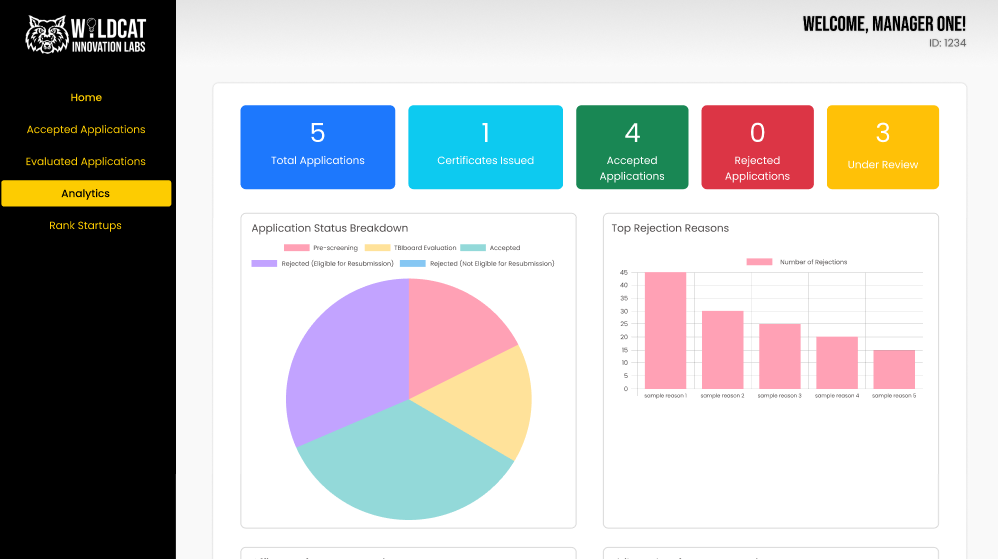 WILDCAT
INNOVATION LABS
Home
Accepted Applications
Evaluated Applications
Analytics
Rank Startups
WELCOME, MANAGER ONE!
ID: 1234
5
Total Applications
1
Certificates Issued
4
Accepted
Applications
0
Rejected
Applications
3
Under Review
Application Status Breakdown
Pre-screening
TBIboard Evaluation
Accepted
Rejected (Eligible for Resubmission)
Rejected (Not Eligible for Resubmission)
Top Rejection Reasons
Number of Rejections
45
40
35
30
25
20
15
10
5
0
sample reason 1
sample reason 2
sample reason 3
sample reason 4
sample reason 5